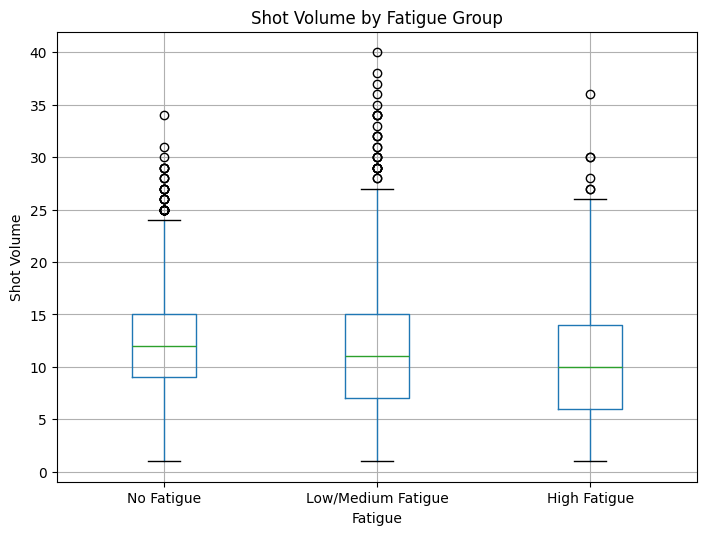 Shot Volume by Fatigue Group
Shot Volume
40
35
30
25
20
15
10
5
0
No Fatigue
Low/Medium Fatigue
High Fatigue
Fatigue